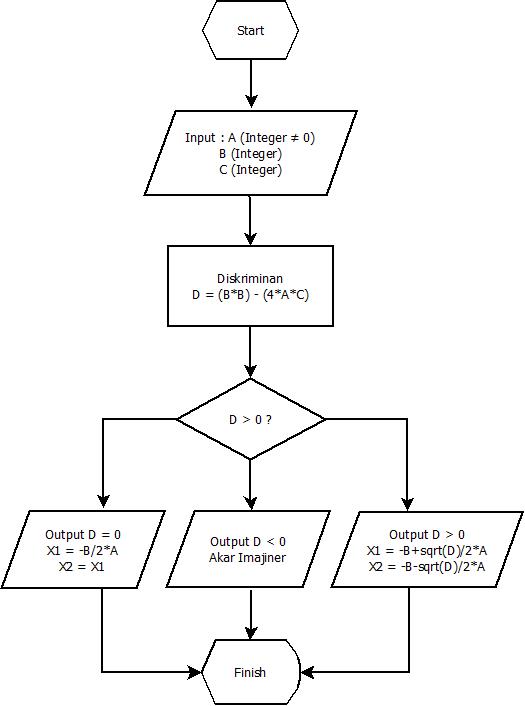 Start
Input : A (Integer ≠ 0)
B (Integer)
C (Integer)
Diskriminan
D = (B*B) - (4*A*C)
D > 0 ?
Output D = 0
X1 = -B/2*A
X2 = X1
Output D < 0
Akar Imajiner
Output D > 0
X1 = -B+sqrt(D)/2*A
X2 = -B-sqrt(D)/2*A
Finish